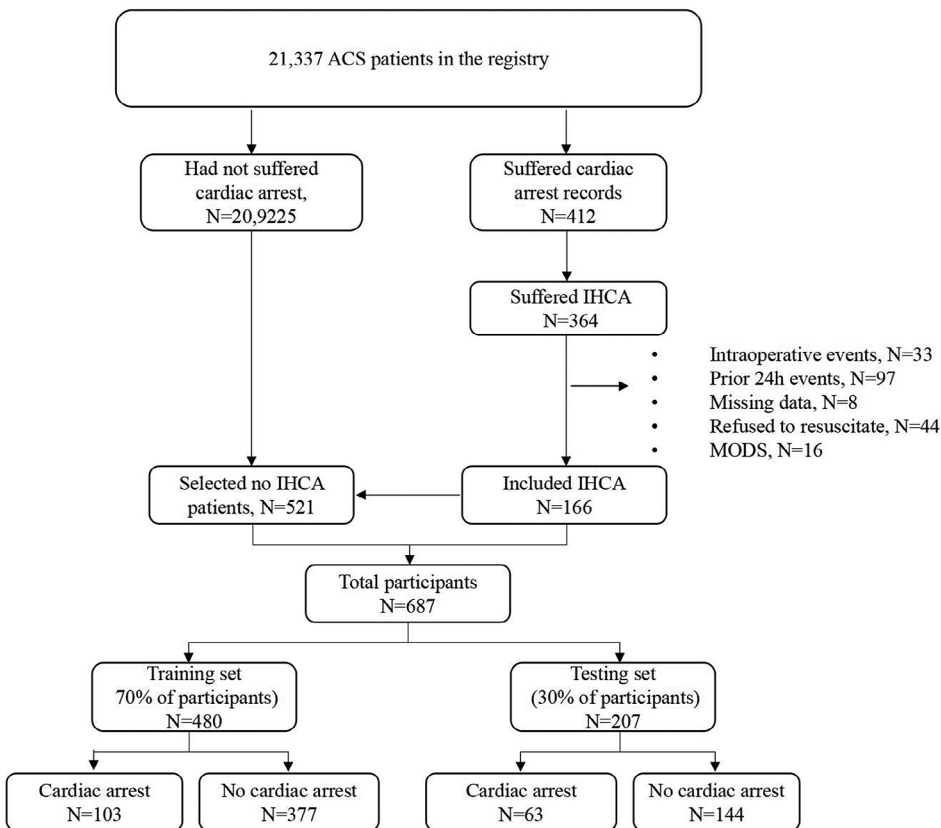 21,337 ACS patients in the registry
Had not suffered
cardiac arrest,
N=20,9225
Suffered cardiac
arrest records
N=412
Suffered IHCA
N=364
• Intraoperative events, N=33
• Prior 24h events, N=97
• Missing data, N=8
• Refused to resuscitate, N=44
• MODS, N=16
Selected no IHCA
patients, N=521
Included IHCA
N=166
Total participants
N=687
Training set
70% of participants)
N=480
Testing set
(30% of participants)
N=207
Cardiac arrest
N=103
No cardiac arrest
N=377
Cardiac arrest
N=63
No cardiac arrest
N=144